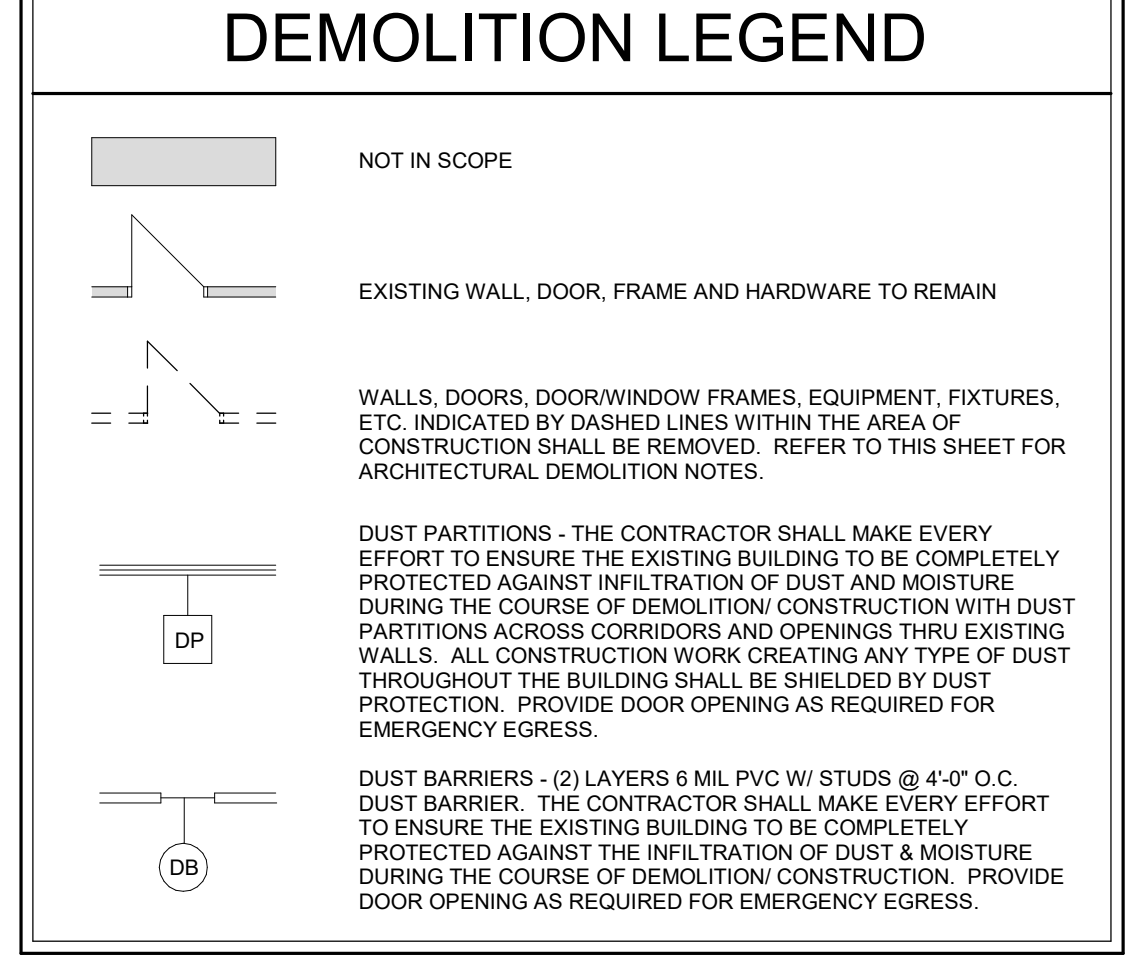 DEMOLITION LEGEND
NOT IN SCOPE
EXISTING WALL, DOOR, FRAME AND HARDWARE TO REMAIN
WALLS, DOORS, DOOR/WINDOW FRAMES, EQUIPMENT, FIXTURES,
ETC. INDICATED BY DASHED LINES WITHIN THE AREA OF
CONSTRUCTION SHALL BE REMOVED.  REFER TO THIS SHEET FOR
ARCHITECTURAL DEMOLITION NOTES.
DP
DUST PARTITIONS - THE CONTRACTOR SHALL MAKE EVERY
EFFORT TO ENSURE THE EXISTING BUILDING TO BE COMPLETELY
PROTECTED AGAINST INFILTRATION OF DUST AND MOISTURE
DURING THE COURSE OF DEMOLITION/ CONSTRUCTION WITH DUST
PARTITIONS ACROSS CORRIDORS AND OPENINGS THRU EXISTING
WALLS.  ALL CONSTRUCTION WORK CREATING ANY TYPE OF DUST
THROUGHOUT THE BUILDING SHALL BE SHIELDED BY DUST
PROTECTION.  PROVIDE DOOR OPENING AS REQUIRED FOR
EMERGENCY EGRESS.
DB
DUST BARRIERS - (2) LAYERS 6 MIL PVC W/ STUDS @ 4'-0" O.C.
DUST BARRIER.  THE CONTRACTOR SHALL MAKE EVERY EFFORT
TO ENSURE THE EXISTING BUILDING TO BE COMPLETELY
PROTECTED AGAINST THE INFILTRATION OF DUST & MOISTURE
DURING THE COURSE OF DEMOLITION/ CONSTRUCTION.  PROVIDE
DOOR OPENING AS REQUIRED FOR EMERGENCY EGRESS.